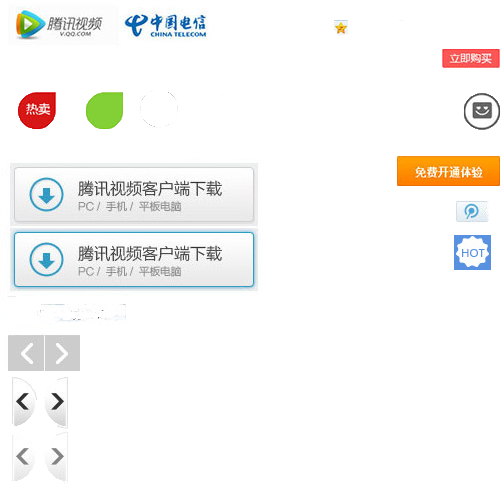 腾讯视频
V.QQ.COM
中国电信
CHINA TELECOM
立即购买
热卖
免费开通体验
腾讯视频客户端下载
PC / 手机 / 平板电脑
HOT
腾讯视频客户端下载
PC / 手机 / 平板电脑